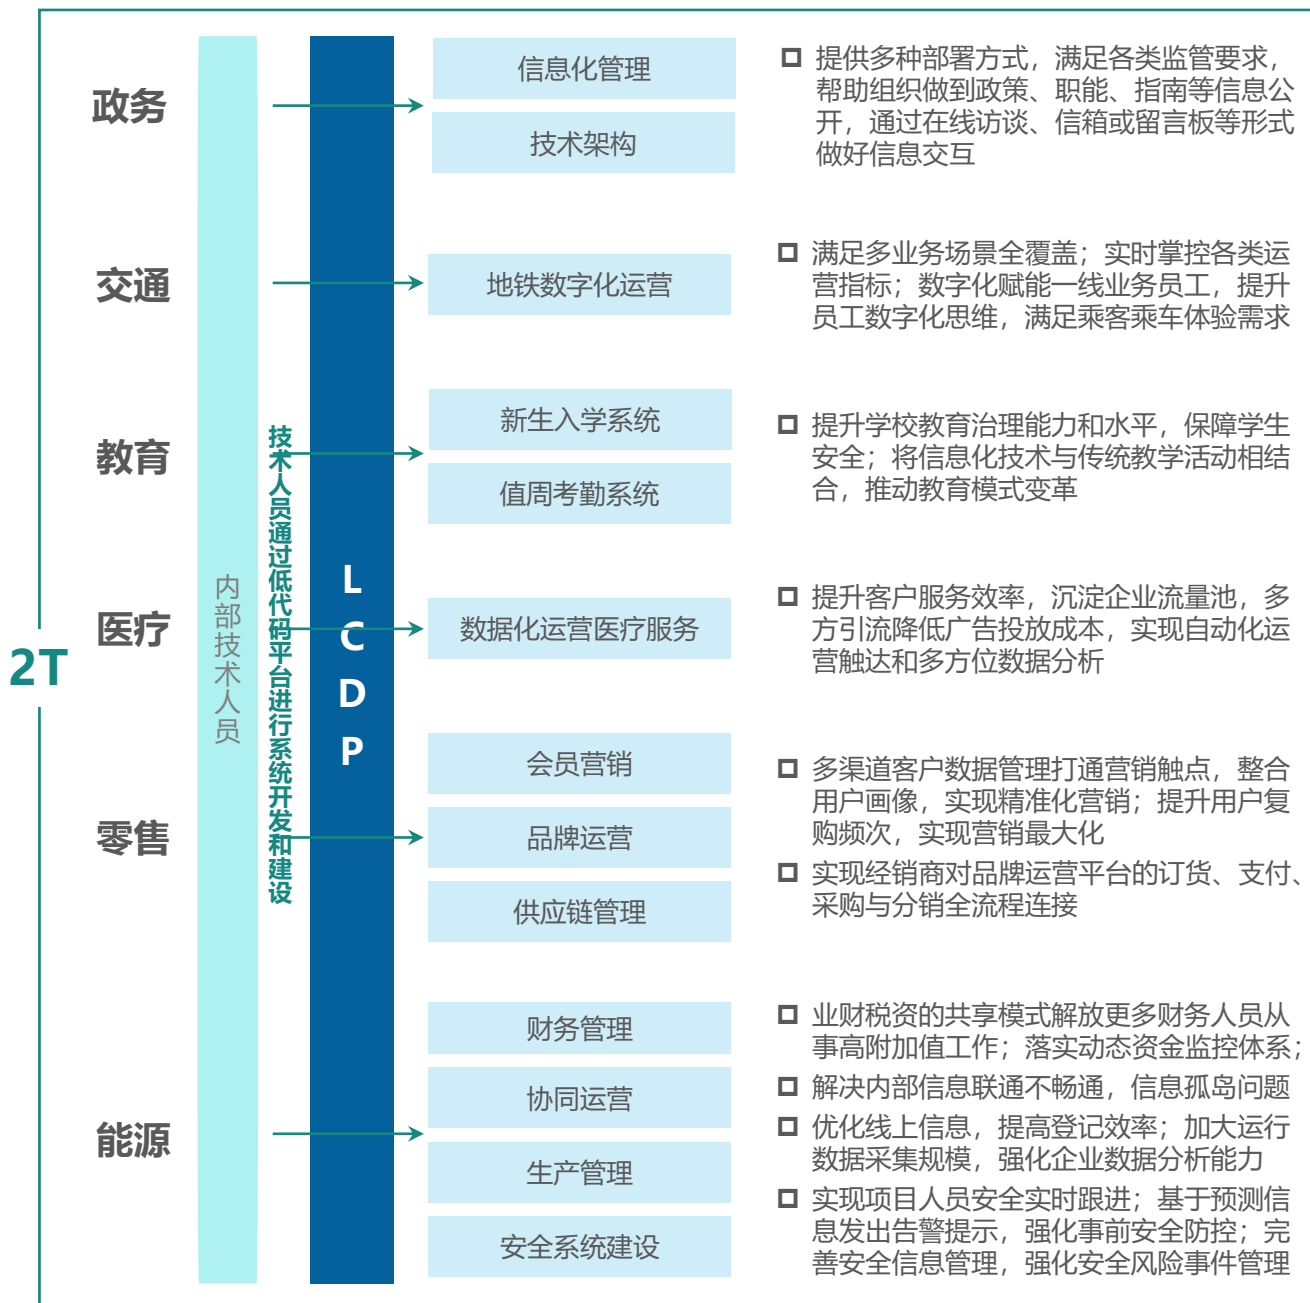 2T
内部技术人员
技术人员通过低代码平台进行系统开发和建设
LCDP
政务
信息化管理
技术架构
提供多种部署方式，满足各类监管要求，
帮助组织做到政策、职能、指南等信息公
开，通过在线访谈、信箱或留言板等形式
做好信息交互
交通
地铁数字化运营
满足多业务场景全覆盖；实时掌控各类运
营指标；数字化赋能一线业务员工，提升
员工数字化思维，满足乘客乘车体验需求
教育
新生入学系统
值周考勤系统
提升学校教育治理能力和水平，保障学生
安全；将信息化技术与传统教学活动相结
合，推动教育模式变革
医疗
数据化运营医疗服务
提升客户服务效率，沉淀企业流量池，多
方引流降低广告投放成本，实现自动化运
营触达和多方位数据分析
零售
会员营销
品牌运营
供应链管理
多渠道客户数据管理打通营销触点，整合
用户画像，实现精准化营销；提升用户复
购频次，实现营销最大化
实现经销商对品牌运营平台的订货、支付、
采购与分销全流程连接
能源
财务管理
协同运营
生产管理
安全系统建设
业财税资的共享模式解放更多财务人员从
事高附加值工作；落实动态资金监控体系；
解决内部信息联通不畅通，信息孤岛问题
优化线上信息，提高登记效率；加大运行
数据采集规模，强化企业数据分析能力
实现项目人员安全实时跟进；基于预测信
息发出告警提示，强化事前安全防控；完
善安全信息管理，强化安全风险事件管理